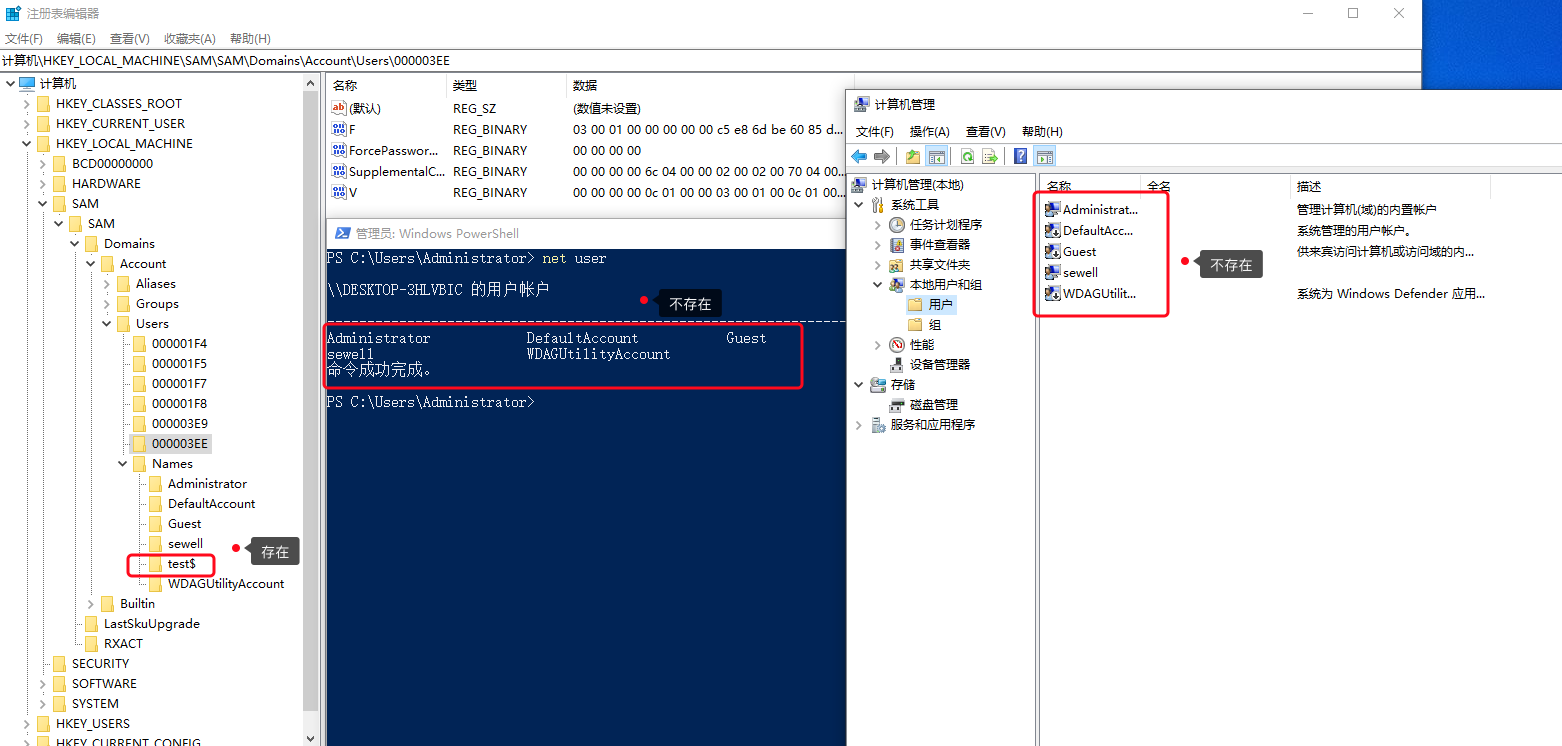 注册表编辑器
文件(F) 编辑(E) 查看(V) 收藏夹(A) 帮助(H)
计算机\HKEY_LOCAL_MACHINE\SAM\SAM\Domains\Account\Users\000003EE
计算机
HKEY_CLASSES_ROOT
HKEY_CURRENT_USER
HKEY_LOCAL_MACHINE
BCD00000000
HARDWARE
SAM
SAM
Domains
Account
Aliases
Groups
Users
000001F4
000001F5
000001F7
000001F8
000003E9
000003EE
Names
Administrator
DefaultAccount
Guest
sewell
存在
test$
WDAGUtilityAccount
Builtin
LastSkuUpgrade
RXACT
SECURITY
SOFTWARE
SYSTEM
HKEY_USERS
HKEY_CURRENT_CONFIG
名称 类型 数据
ab (默认) REG_SZ (数值未设置)
F REG_BINARY 03 00 01 00 00 00 00 00 c5 e8 6d be 60 85 d...
ForcePasswor... REG_BINARY 00 00 00 00
SupplementalC... REG_BINARY 00 00 00 00 6c 04 00 00 02 00 02 00 70 04 00...
V REG_BINARY 00 00 00 00 0c 01 00 00 03 00 01 00 0c 01 00...
管理员: Windows PowerShell
PS C:\Users\Administrator> net user
\\DESKTOP-3HLVBIC 的用户帐户
不存在
-------------------------------------------------------------------------------
Administrator DefaultAccount Guest
sewell WDAGUtilityAccount
命令成功完成。
PS C:\Users\Administrator>
计算机管理
文件(F) 操作(A) 查看(V) 帮助(H)
计算机管理(本地)
系统工具
任务计划程序
事件查看器
共享文件夹
本地用户和组
用户
组
性能
设备管理器
存储
磁盘管理
服务和应用程序
名称 全名 描述
Administrat... 管理计算机(域)的内置帐户
DefaultAcc... 系统管理的用户帐户。
Guest 供来宾访问计算机或访问域的内...
不存在
sewell
WDAGUtilit... 系统为 Windows Defender 应用...